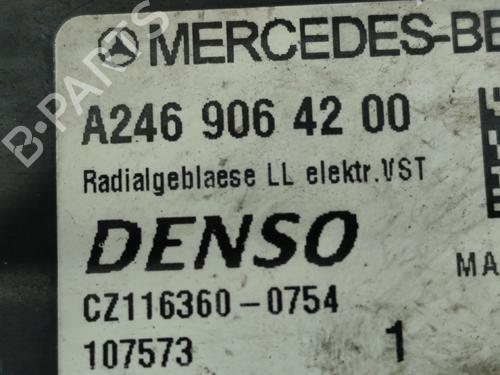 MERCEDES-BE
A246 906 42 00
Radialgeblaese LL elektr.VST
DENSO
MA
CZ116360-0754
107573
1
B-PARTS